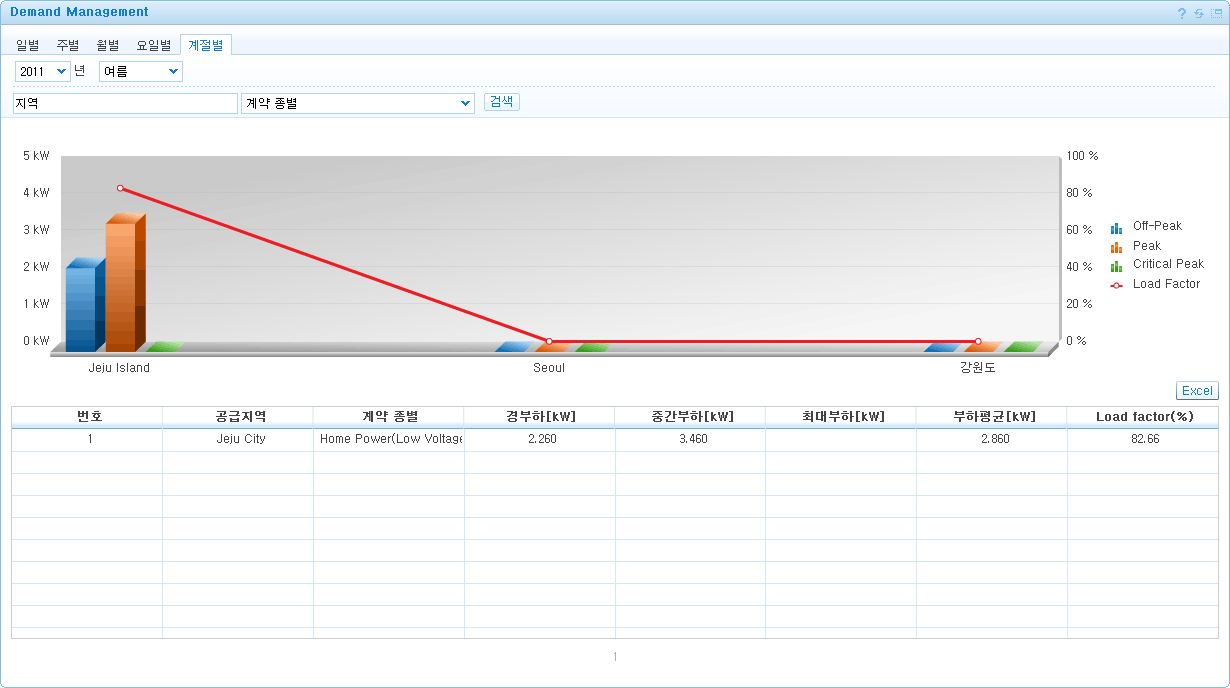 Demand Management
일별 주별 월별 요일별 계절별
2011 년 여름
지역 계약 종별 검색
5 kW 100 %
4 kW 80 %
3 kW 60 %
2 kW 40 %
1 kW 20 %
0 kW 0 %
Off-Peak
Peak
Critical Peak
Load Factor
Jeju Island Seoul 강원도
Excel
번호 공급지역 계약 종별 경부하[kW] 중간부하[kW] 최대부하[kW] 부하평균[kW] Load factor(%)
1 Jeju City Home Power(Low Voltage 2.260 3.460 2.860 82.66
1